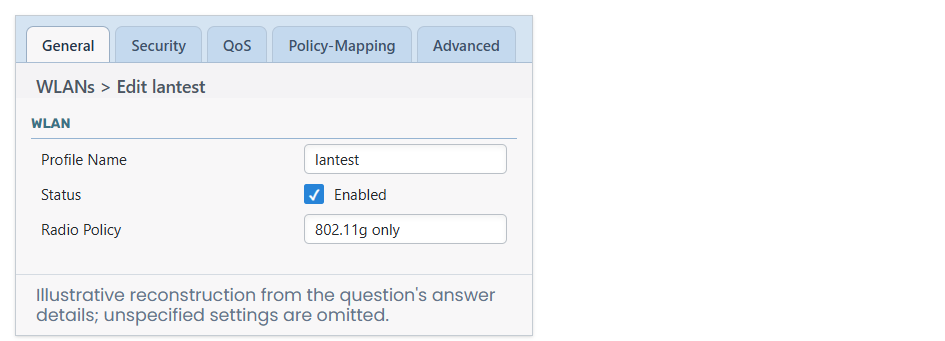 General Security QoS Policy-Mapping Advanced
WLANs > Edit lantest
WLAN
Profile Name lantest
Status Enabled
Radio Policy 802.11g only
Illustrative reconstruction from the question's answer
details; unspecified settings are omitted.